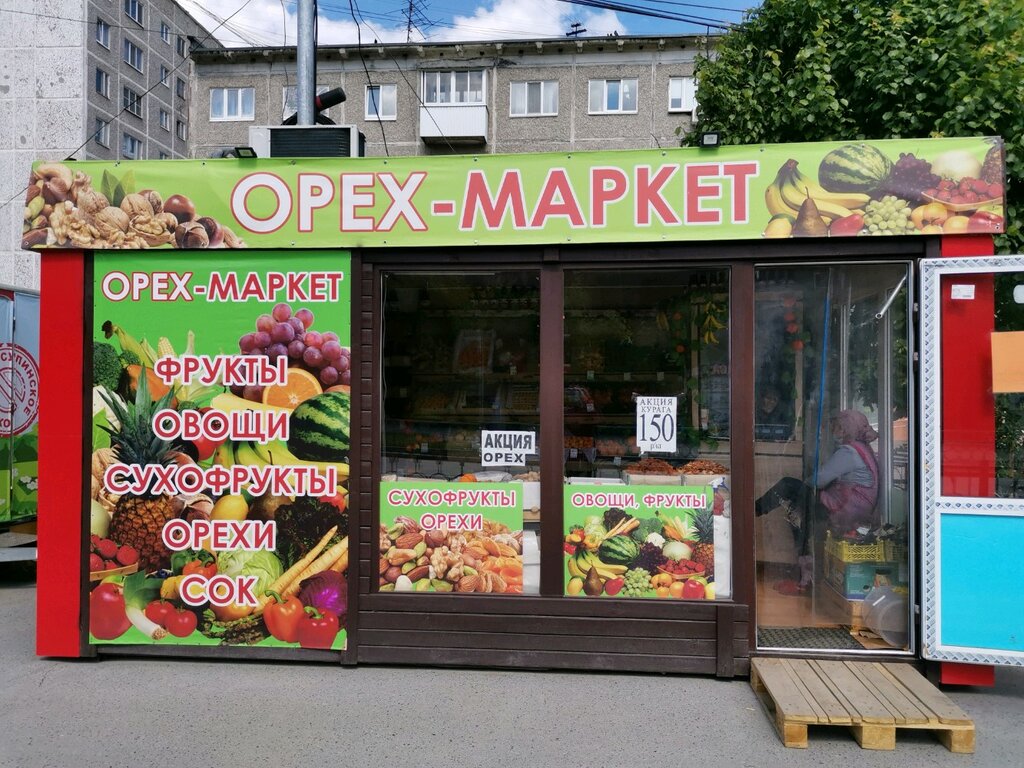 ОРЕХ-МАРКЕТ
ОРЕХ-МАРКЕТ
ФРУКТЫ
ОВОЩИ
СУХОФРУКТЫ
ОРЕХИ
СОК
АКЦИЯ
ОРЕХ
АКЦИЯ
КУРАГА
150
СУХОФРУКТЫ
ОРЕХИ
ОВОЩИ, ФРУКТЫ